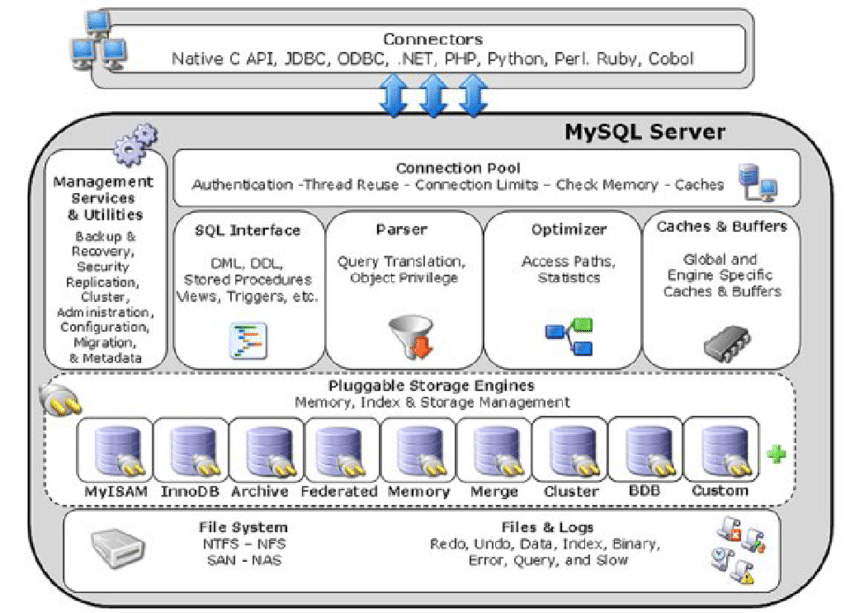 Connectors
Native C API, JDBC, ODBC, .NET, PHP, Python, Perl. Ruby, Cobol
MySQL Server
Management
Services
& Utilities
Backup &
Recovery,
Security
Replication,
Cluster,
Administration,
Configuration,
Migration,
& Metadata
Connection Pool
Authentication -Thread Reuse - Connection Limits – Check Memory - Caches
SQL Interface
DML, DDL,
Stored Procedures
Views, Triggers, etc.
Parser
Query Translation,
Object Privilege
Optimizer
Access Paths,
Statistics
Caches & Buffers
Global and
Engine Specific
Caches & Buffers
Pluggable Storage Engines
Memory, Index & Storage Management
MyISAM
InnoDB
Archive
Federated
Memory
Merge
Cluster
BDB
Custom
File System
NTFS – NFS
SAN - NAS
Files & Logs
Redo, Undo, Data, Index, Binary,
Error, Query, and Slow